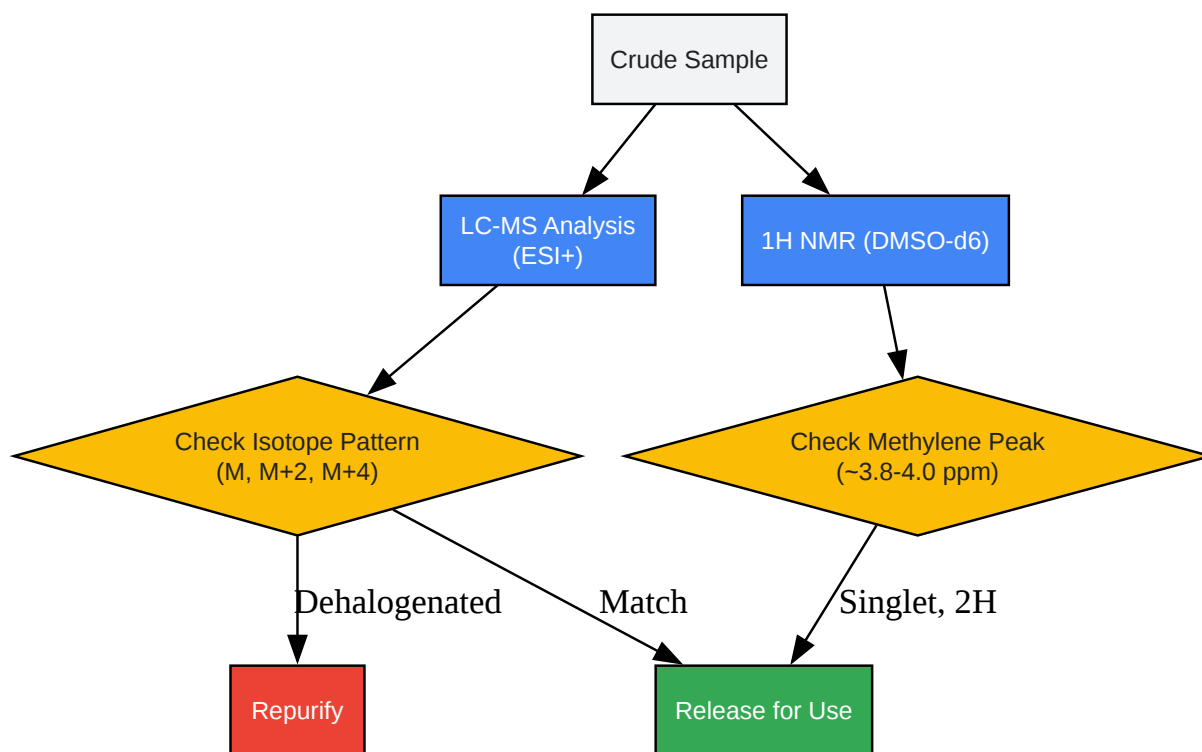 Crude Sample
LC-MS Analysis
(ESI+)
1H NMR (DMSO-d6)
Check Isotope Pattern
(M, M+2, M+4)
Check Methylene Peak
(~3.8-4.0 ppm)
Dehalogenated
Match
Singlet, 2H
Repurify
Release for Use